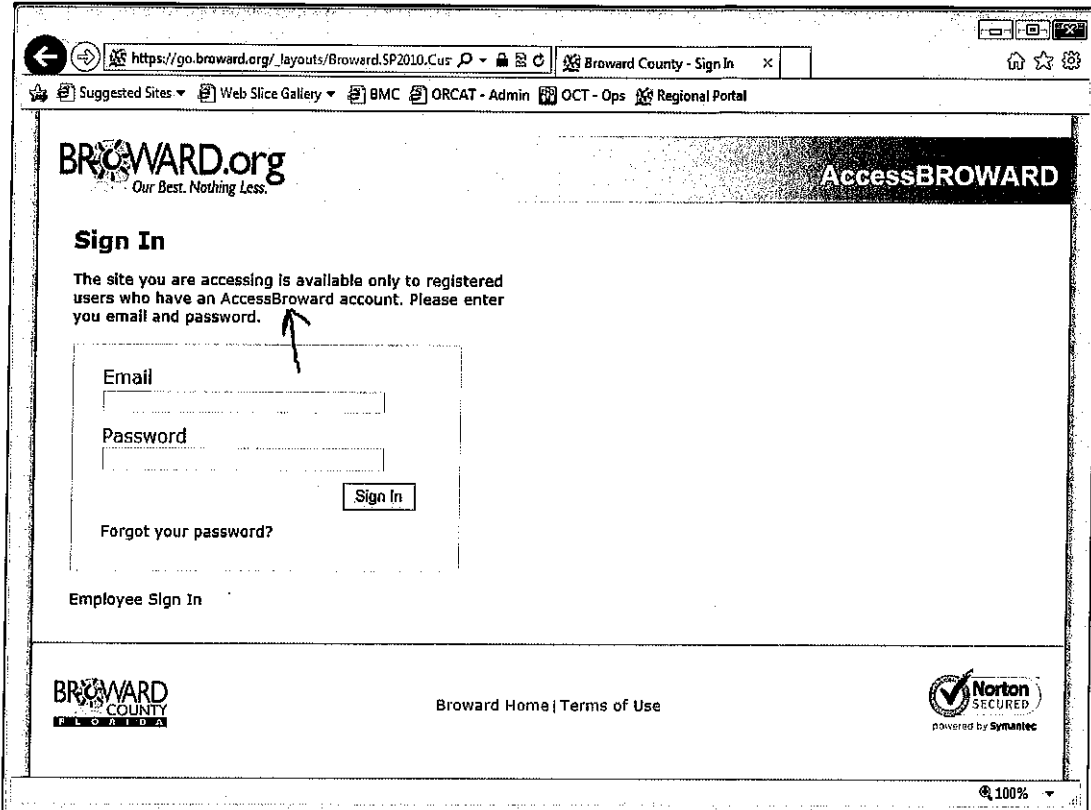 https://go.broward.org/_layouts/Broward.SP2010.Cus
Broward County - Sign In
Suggested Sites Web Slice Gallery BMC ORCAT - Admin OCT - Ops Regional Portal
BROWARD.org
Our Best. Nothing Less.
AccessBROWARD
Sign In
The site you are accessing is available only to registered
users who have an AccessBroward account. Please enter
you email and password.
Email
Password
Sign In
Forgot your password?
Employee Sign In
BROWARD
COUNTY
FLORIDA
Broward Home | Terms of Use
Norton
SECURED
powered by Symantec
100%